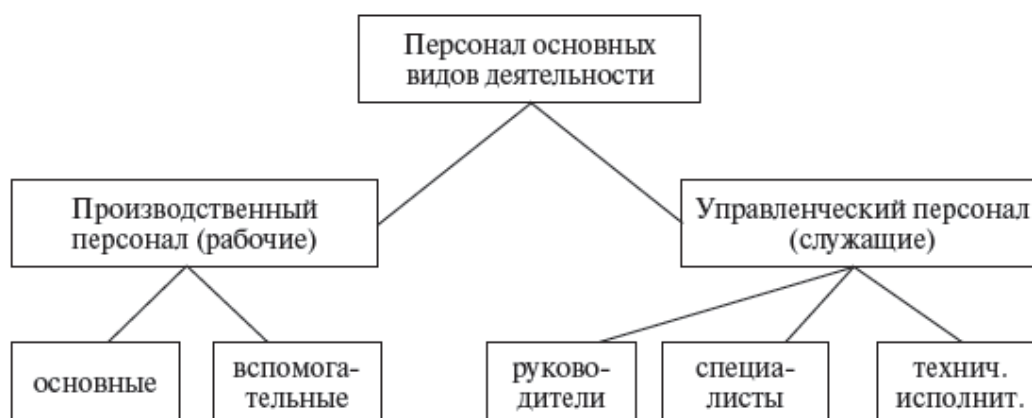 Персонал основных
видов деятельности
Производственный
персонал (рабочие)
Управленческий персонал
(служащие)
основные
вспомога-
тельные
руково-
дители
специа-
листы
технич.
исполнит.